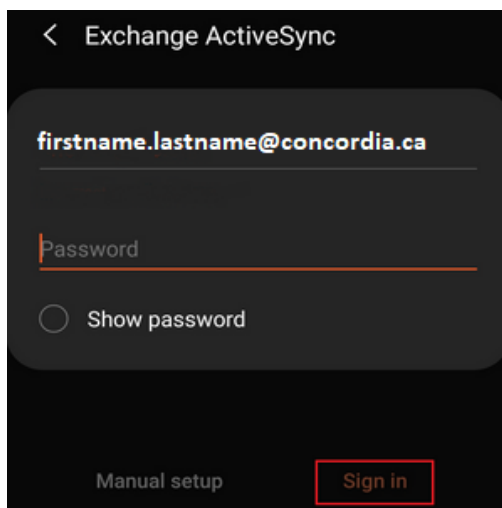 Exchange ActiveSync
firstname.lastname@concordia.ca
Password
Show password
Manual setup Sign in